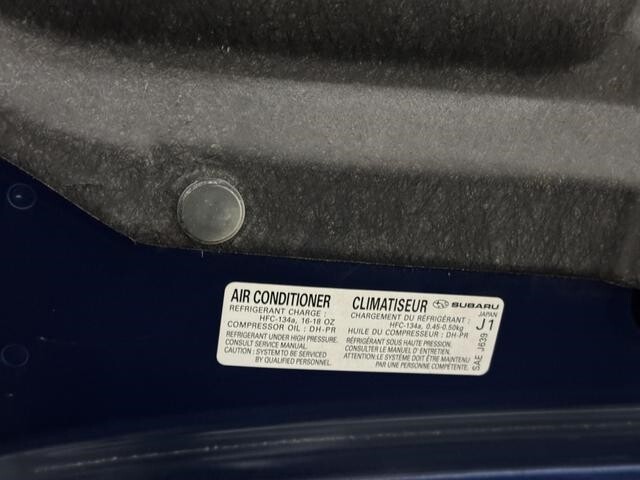 AIR CONDITIONER
REFRIGERANT CHARGE :
HFC-134a, 16-18 OZ
COMPRESSOR OIL : DH-PR
REFRIGERANT UNDER HIGH PRESSURE.
CONSULT SERVICE MANUAL.
CAUTION : SYSTEM TO BE SERVICED
BY QUALIFIED PERSONNEL.
CLIMATISEUR SUBARU
CHARGEMENT DU RÉFRIGÉRANT :
HFC-134a, 0.45-0.50kg
HUILE DU COMPRESSEUR : DH-PR
RÉFRIGÉRANT SOUS HAUTE PRESSION.
CONSULTER LE MANUEL D' ENTRETIEN.
ATTENTION:LE SYSTÈME DOIT ÊTRE MAINTENU
PAR UNE PERSONNE COMPÉTENTE.
JAPAN
J1
SAE J639